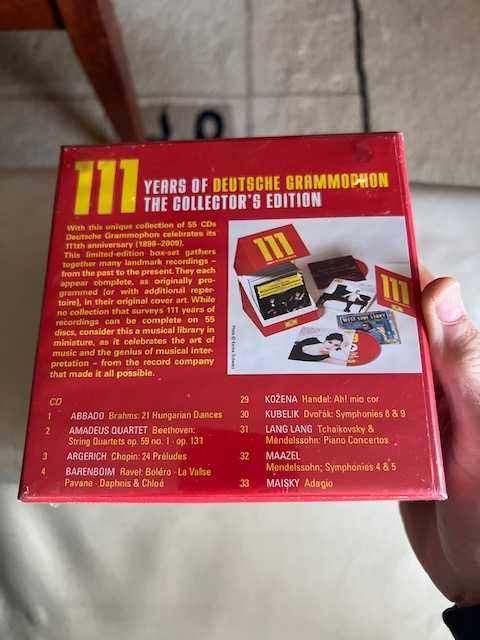 111 YEARS OF DEUTSCHE GRAMMOPHON
THE COLLECTOR'S EDITION
With this unique collection of 55 CDs
Deutsche Grammophon celebrates its
111th anniversary (1898–2009).
This limited-edition box-set gathers
together many landmark recordings –
from the past to the present. They each
appear complete, as originally pro-
grammed (or with additional reper-
toire), in their original cover art. While
no collection that surveys 111 years of
recordings can be complete on 55
discs, consider this a musical library in
miniature, as it celebrates the art of
music and the genius of musical inter-
pretation – from the record company
that made it all possible.
111
111
CD
1 ABBADO Brahms: 21 Hungarian Dances
2 AMADEUS QUARTET Beethoven:
String Quartets op. 59 no. 1 · op. 131
3 ARGERICH Chopin: 24 Préludes
4 BARENBOIM Ravel: Boléro · La Valse
Pavane · Daphnis & Chloé
29 KOŽENA Handel: Ah! mio cor
30 KUBELIK Dvořák: Symphonies 8 & 9
31 LANG LANG Tchaikovsky &
Mendelssohn: Piano Concertos
32 MAAZEL
Mendelssohn: Symphonies 4 & 5
33 MAISKY Adagio